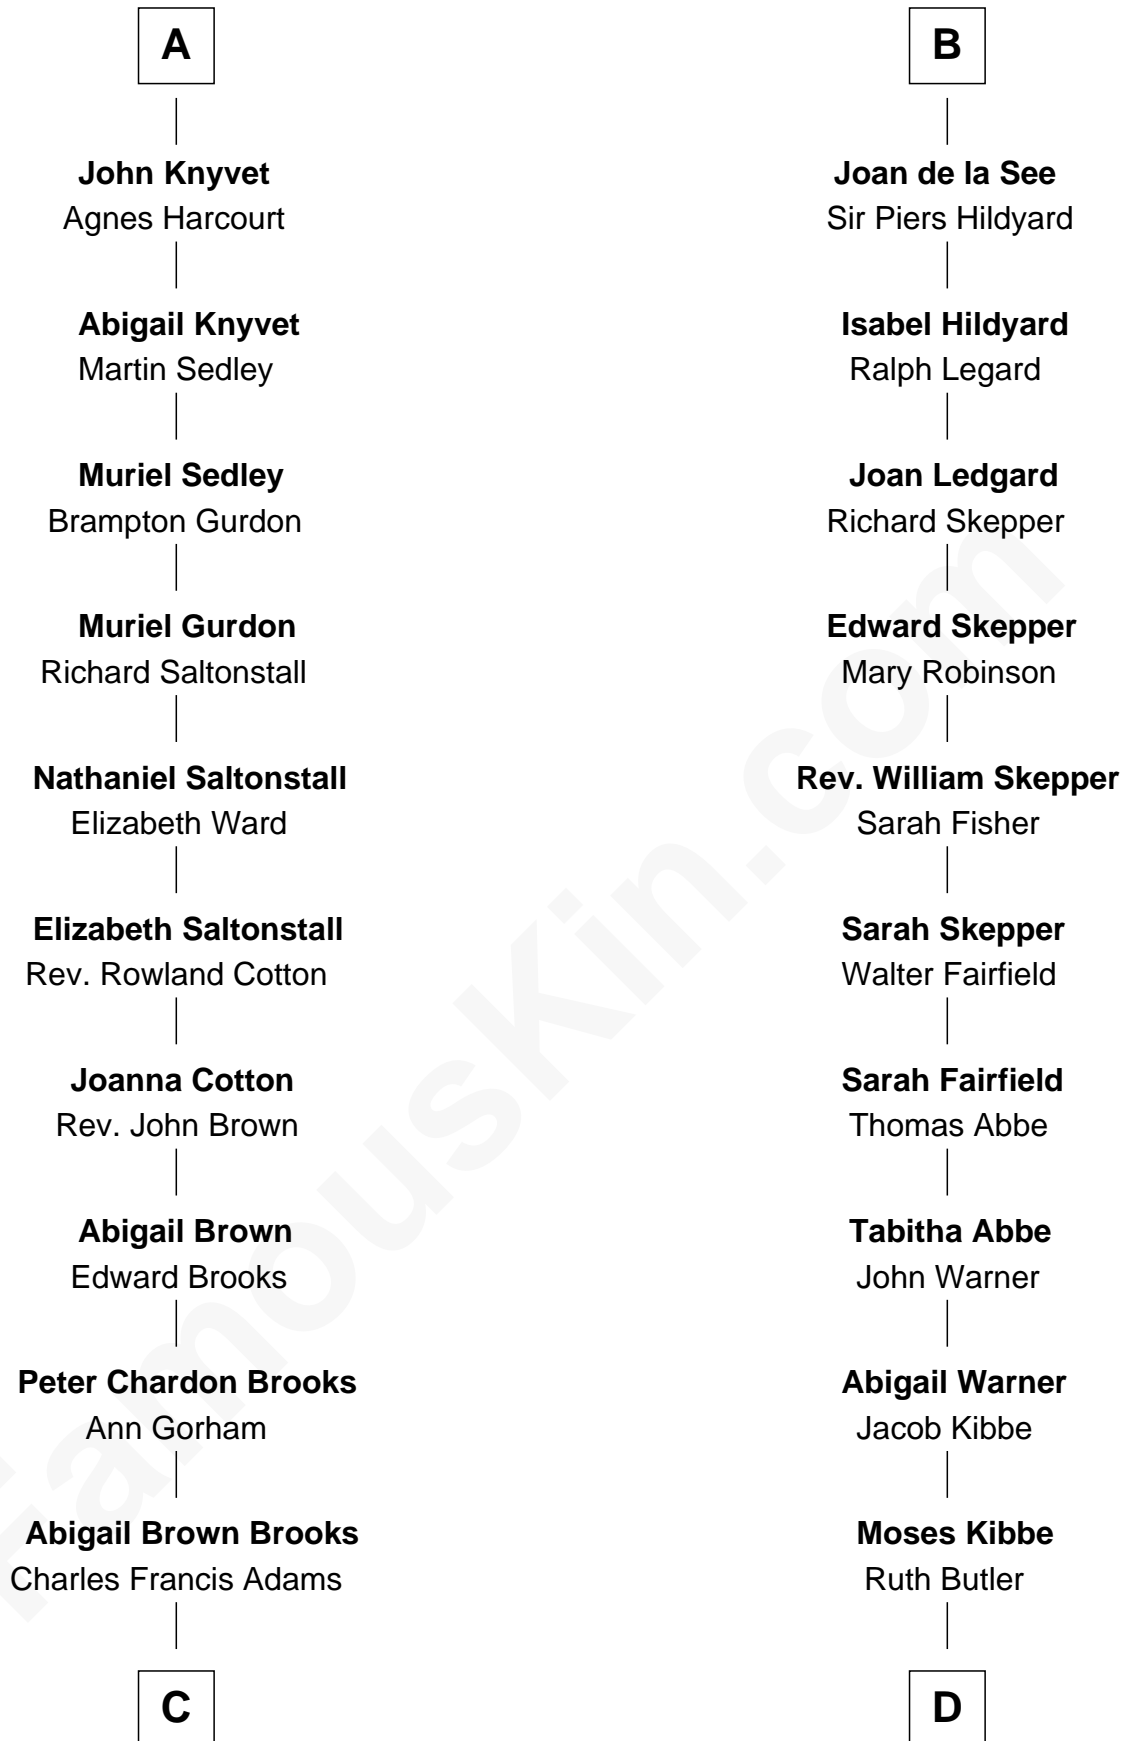 A
John Knyvet
Agnes Harcourt
Abigail Knyvet
Martin Sedley
Muriel Sedley
Brampton Gurdon
Muriel Gurdon
Richard Saltonstall
Nathaniel Saltonstall
Elizabeth Ward
Elizabeth Saltonstall
Rev. Rowland Cotton
Joanna Cotton
Rev. John Brown
Abigail Brown
Edward Brooks
Peter Chardon Brooks
Ann Gorham
Abigail Brown Brooks
Charles Francis Adams
C
B
Joan de la See
Sir Piers Hildyard
Isabel Hildyard
Ralph Legard
Joan Ledgard
Richard Skepper
Edward Skepper
Mary Robinson
Rev. William Skepper
Sarah Fisher
Sarah Skepper
Walter Fairfield
Sarah Fairfield
Thomas Abbe
Tabitha Abbe
John Warner
Abigail Warner
Jacob Kibbe
Moses Kibbe
Ruth Butler
D
FamousKin.com